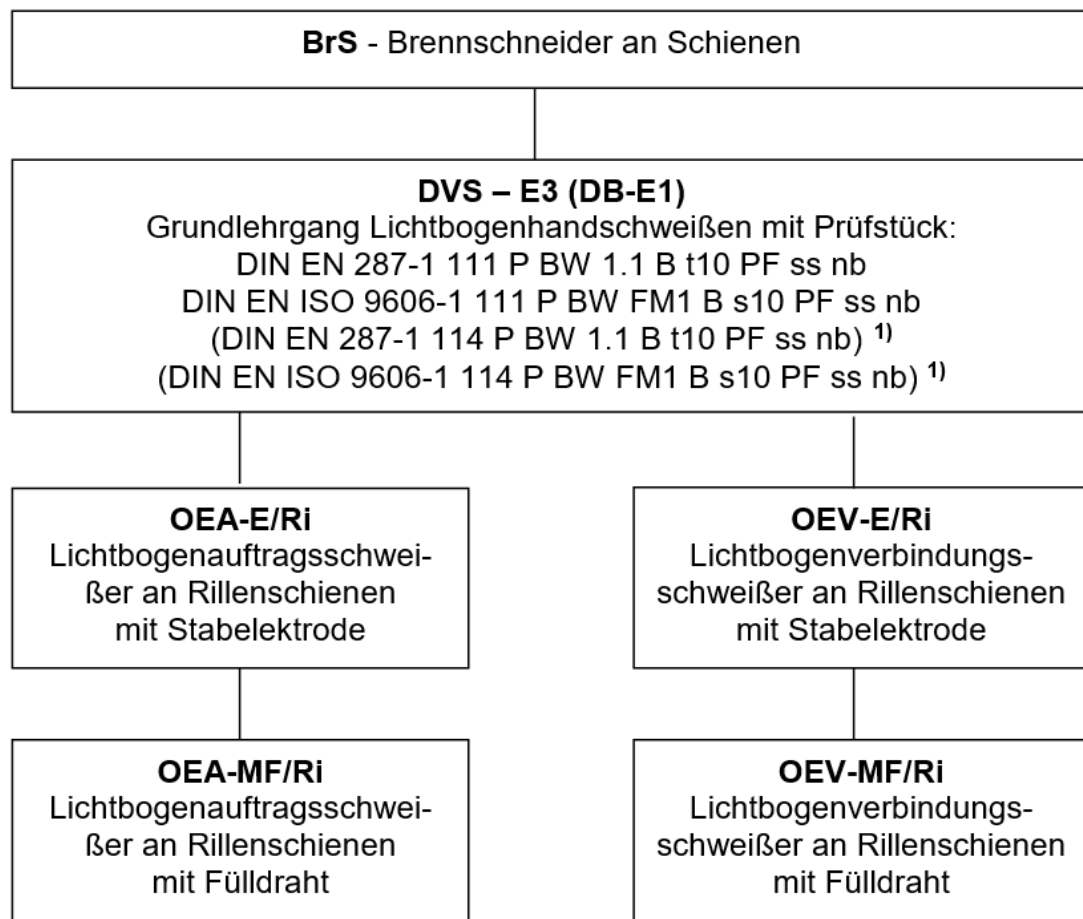 BrS - Brennschneider an Schienen
DVS – E3 (DB-E1)
Grundlehrgang Lichtbogenhandschweißen mit Prüfstück:
DIN EN 287-1 111 P BW 1.1 B t10 PF ss nb
DIN EN ISO 9606-1 111 P BW FM1 B s10 PF ss nb
(DIN EN 287-1 114 P BW 1.1 B t10 PF ss nb) 1)
(DIN EN ISO 9606-1 114 P BW FM1 B s10 PF ss nb) 1)
OEA-E/Ri
Lichtbogenauftragsschwei-
ßer an Rillenschienen
mit Stabelektrode
OEV-E/Ri
Lichtbogenverbindungs-
schweißer an Rillenschienen
mit Stabelektrode
OEA-MF/Ri
Lichtbogenauftragsschwei-
ßer an Rillenschienen
mit Fülldraht
OEV-MF/Ri
Lichtbogenverbindungs-
schweißer an Rillenschienen
mit Fülldraht